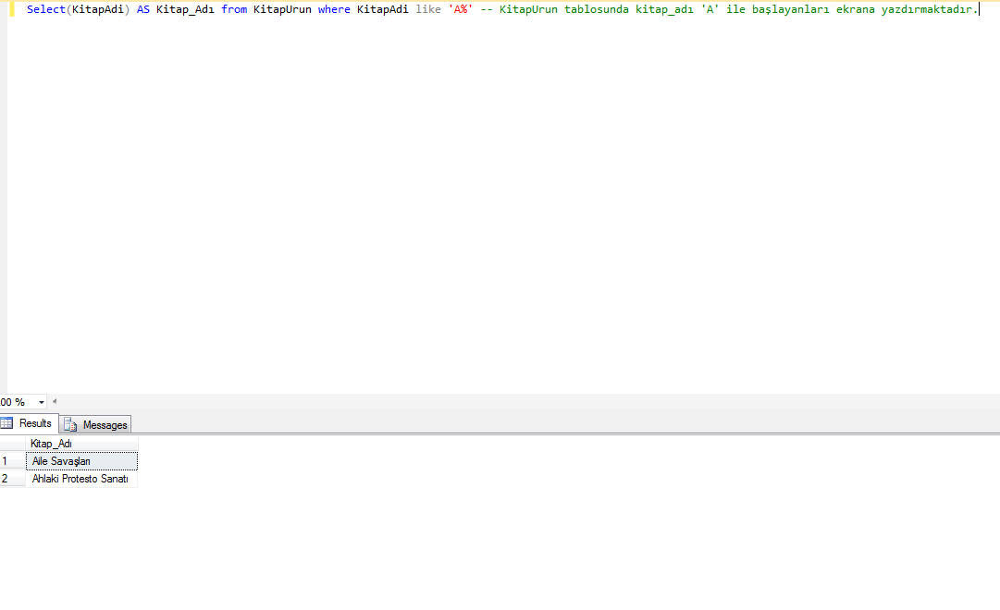 Select(KitapAdi) AS Kitap_Adı from KitapUrun where KitapAdi like 'A%' -- KitapUrun tablosunda kitap_adı 'A' ile başlayanları ekrana yazdırmaktadır.
00 %
Results Messages
Kitap_Adı
1 Aile Savaşları
2 Ahlaki Protesto Sanatı